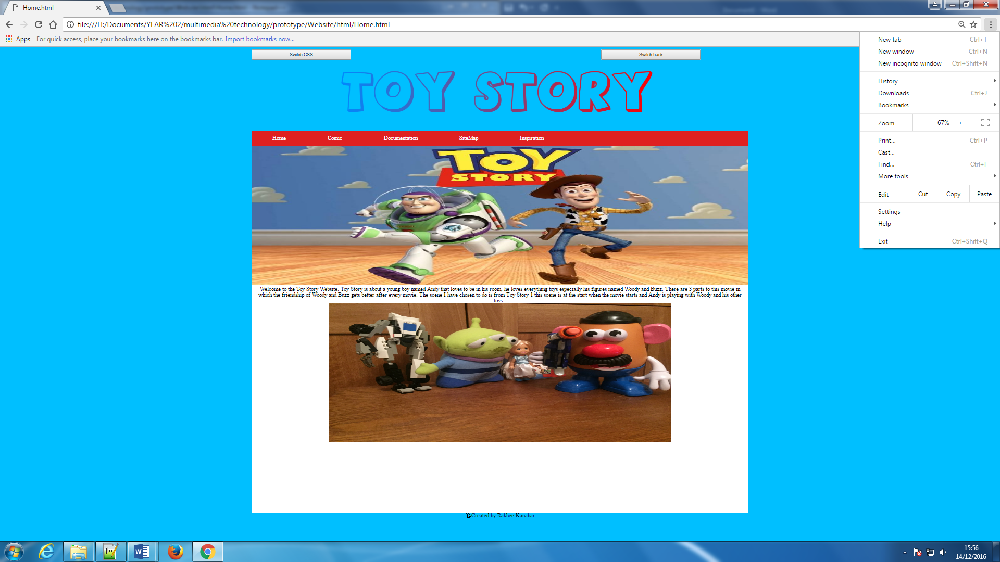 Home.html
file:///H:/Documents/YEAR%202/multimedia%20technology/prototype/Website/html/Home.html
Apps For quick access, place your bookmarks here on the bookmarks bar. Import bookmarks now...
Switch CSS
Switch back
TOY STORY
Home Comic Documentation SiteMap Inspiration
TOY
STORY
Welcome to the Toy Story Website. Toy Story is about a young boy named Andy that loves to be in his room, he loves everything toys especially his figures named Woody and Buzz. There are 3 parts to this movie in
which the friendship of Woody and Buzz gets better after every movie. The scene I have chosen to do is from Toy Story 1 this scene is at the start when the movie starts and Andy is playing with Woody and his other
toys.
©Created by Rakhee Kanabar
New tab Ctrl+T
New window Ctrl+N
New incognito window Ctrl+Shift+N
History
Downloads Ctrl+J
Bookmarks
Zoom − 67% +
Print... Ctrl+P
Cast...
Find... Ctrl+F
More tools
Edit Cut Copy Paste
Settings
Help
Exit Ctrl+Shift+Q
15:56
14/12/2016